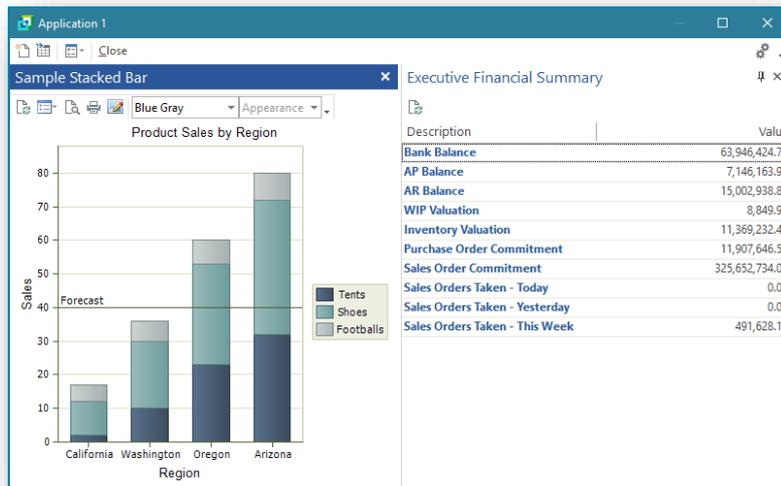 Application 1
Close
Sample Stacked Bar
Blue Gray
Appearance
Product Sales by Region
Sales
80
70
60
50
40
30
20
10
0
Forecast
California Washington Oregon Arizona
Region
Tents
Shoes
Footballs
Executive Financial Summary
Description Valu
Bank Balance 63,946,424.7
AP Balance 7,146,163.9
AR Balance 15,002,938.8
WIP Valuation 8,849.9
Inventory Valuation 11,369,232.4
Purchase Order Commitment 11,907,646.5
Sales Order Commitment 325,652,734.0
Sales Orders Taken - Today 0.0
Sales Orders Taken - Yesterday 0.0
Sales Orders Taken - This Week 491,628.1